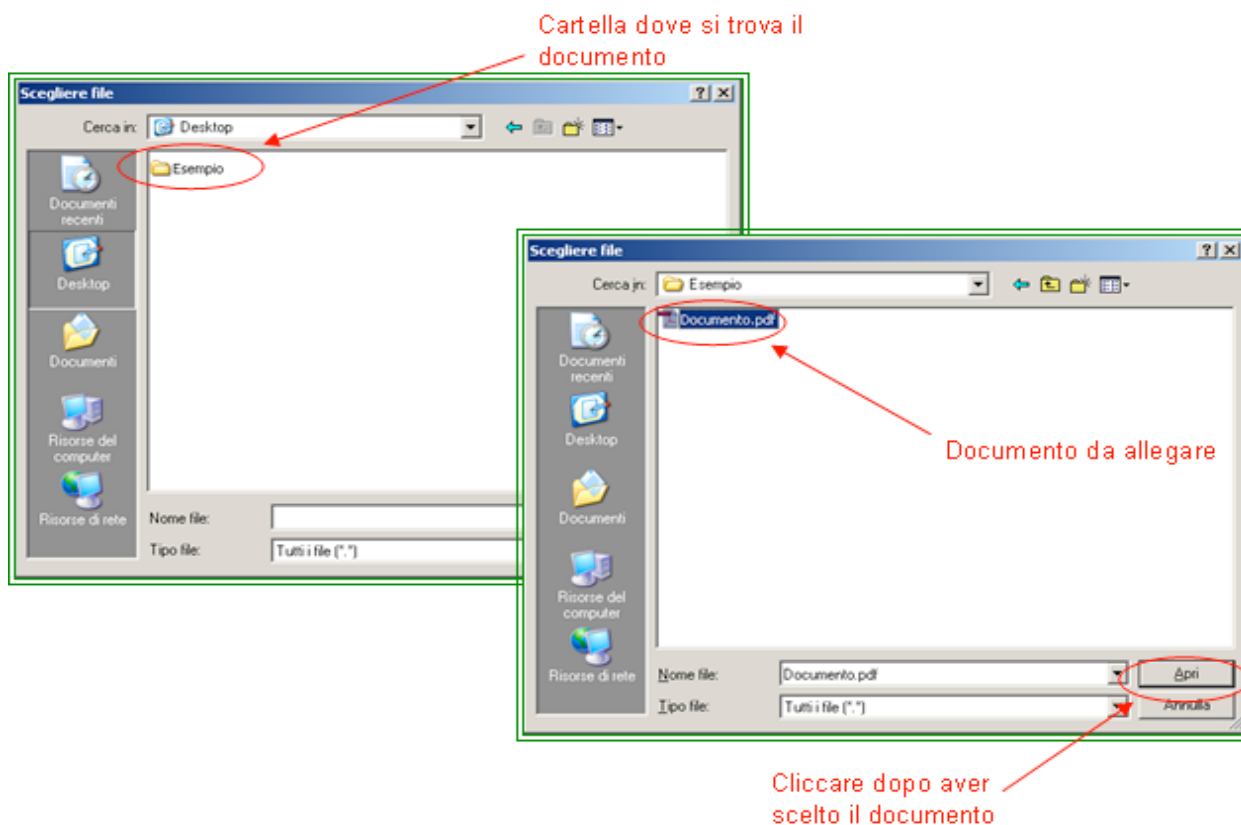 Cartella dove si trova il
documento
Scegliere file
Cerca in:
Desktop
Esempio
Documenti
recenti
Desktop
Documenti
Risorse del
computer
Risorse di rete
Nome file:
Tipo file:
Tutti i file (*.*)
Scegliere file
Cerca in:
Esempio
Documento.pdf
Documenti
recenti
Desktop
Documenti
Risorse del
computer
Risorse di rete
Documento da allegare
Nome file:
Documento.pdf
Apri
Tipo file:
Tutti i file (*.*)
Annulla
Cliccare dopo aver
scelto il documento